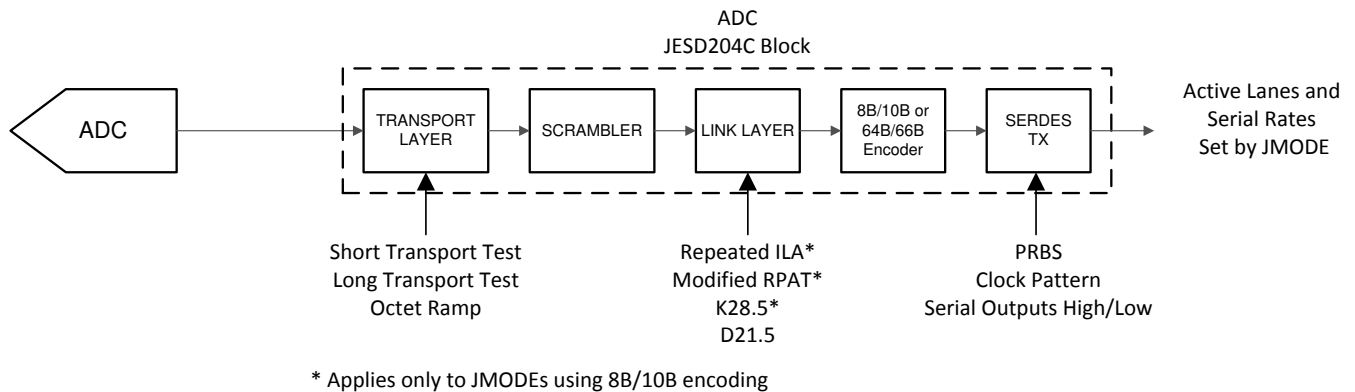 ADC
JESD204C Block
ADC
TRANSPORT
LAYER
SCRAMBLER
LINK LAYER
8B/10B or
64B/66B
Encoder
SERDES
TX
Active Lanes and
Serial Rates
Set by JMODE
Short Transport Test
Long Transport Test
Octet Ramp
Repeated ILA*
Modified RPAT*
K28.5*
D21.5
PRBS
Clock Pattern
Serial Outputs High/Low
* Applies only to JMODEs using 8B/10B encoding